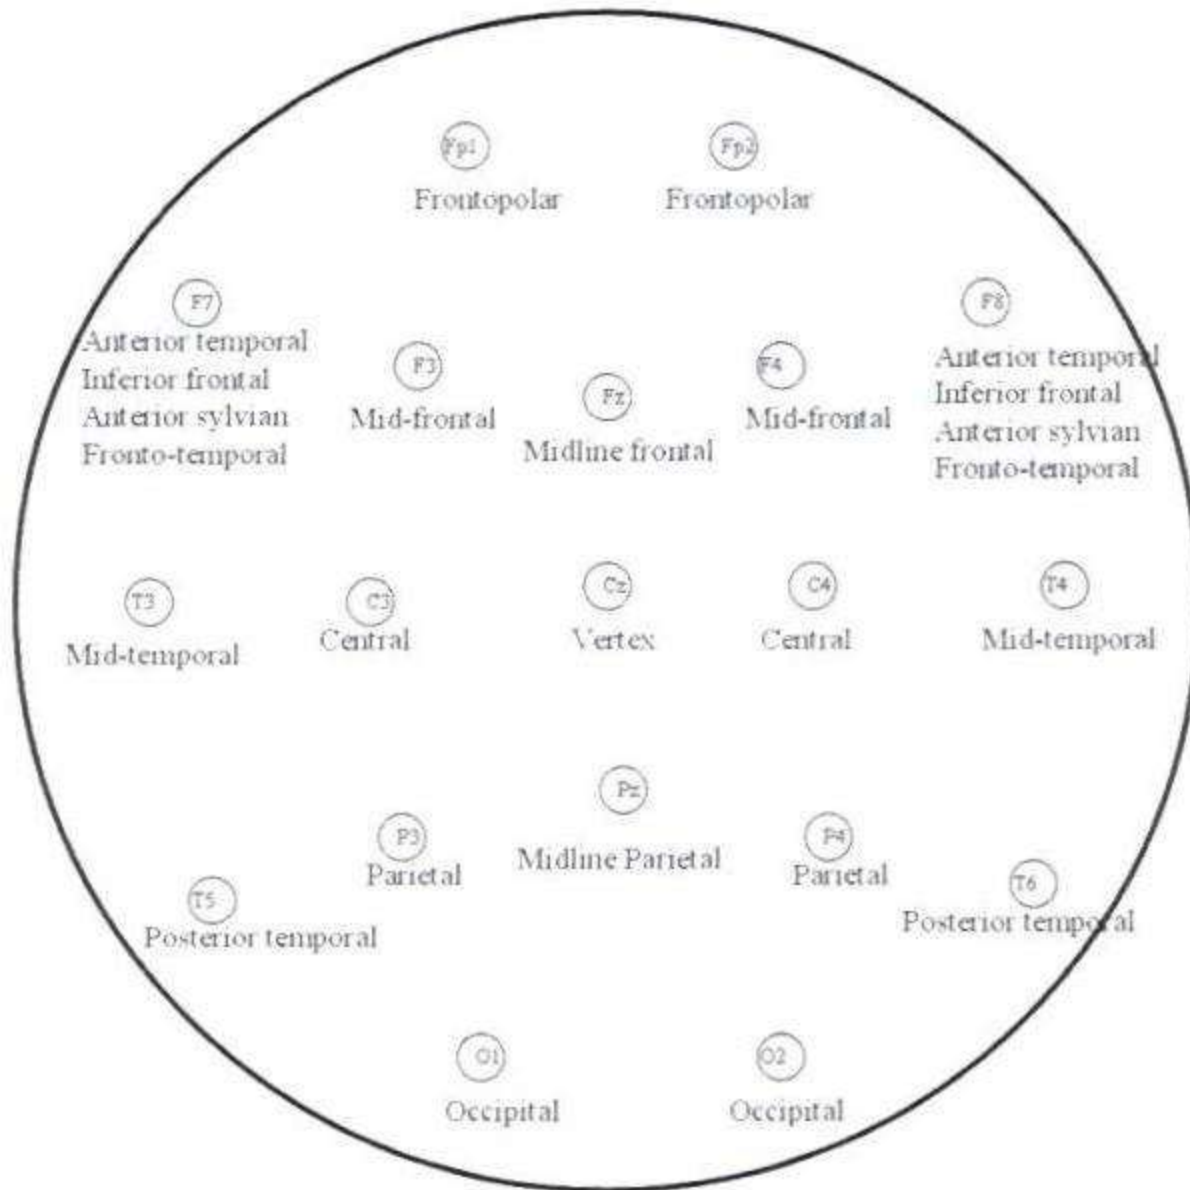 Fp1
Fp2
Frontopolar
Frontopolar
F7
Anterior temporal
Inferior frontal
Anterior sylvian
Fronto-temporal
F3
Mid-frontal
Fz
Midline frontal
F4
Mid-frontal
F8
Anterior temporal
Inferior frontal
Anterior sylvian
Fronto-temporal
T3
Mid-temporal
C3
Central
Cz
Vertex
C4
Central
T4
Mid-temporal
Pz
Midline Parietal
P3
Parietal
P4
Parietal
T5
Posterior temporal
T6
Posterior temporal
O1
Occipital
O2
Occipital